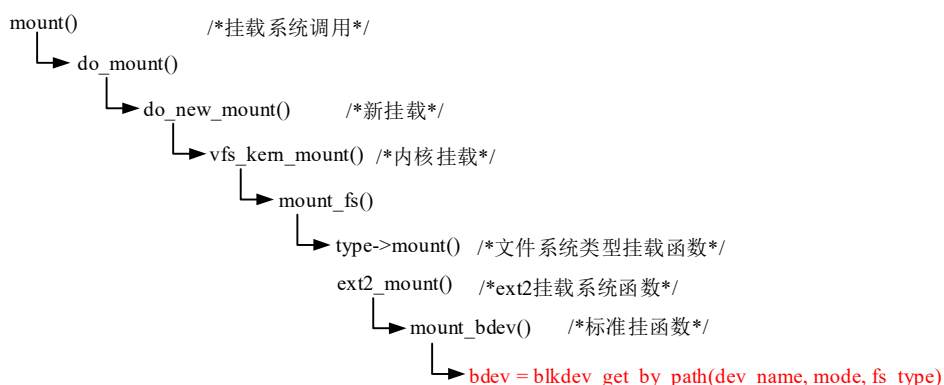 mount() /*挂载系统调用*/
do_mount()
do_new_mount() /*新挂载*/
vfs_kern_mount() /*内核挂载*/
mount_fs()
type->mount() /*文件系统类型挂载函数*/
ext2_mount() /*ext2挂载系统函数*/
mount_bdev() /*标准挂函数*/
bdev = blkdev_get_by_path(dev_name, mode, fs_type)